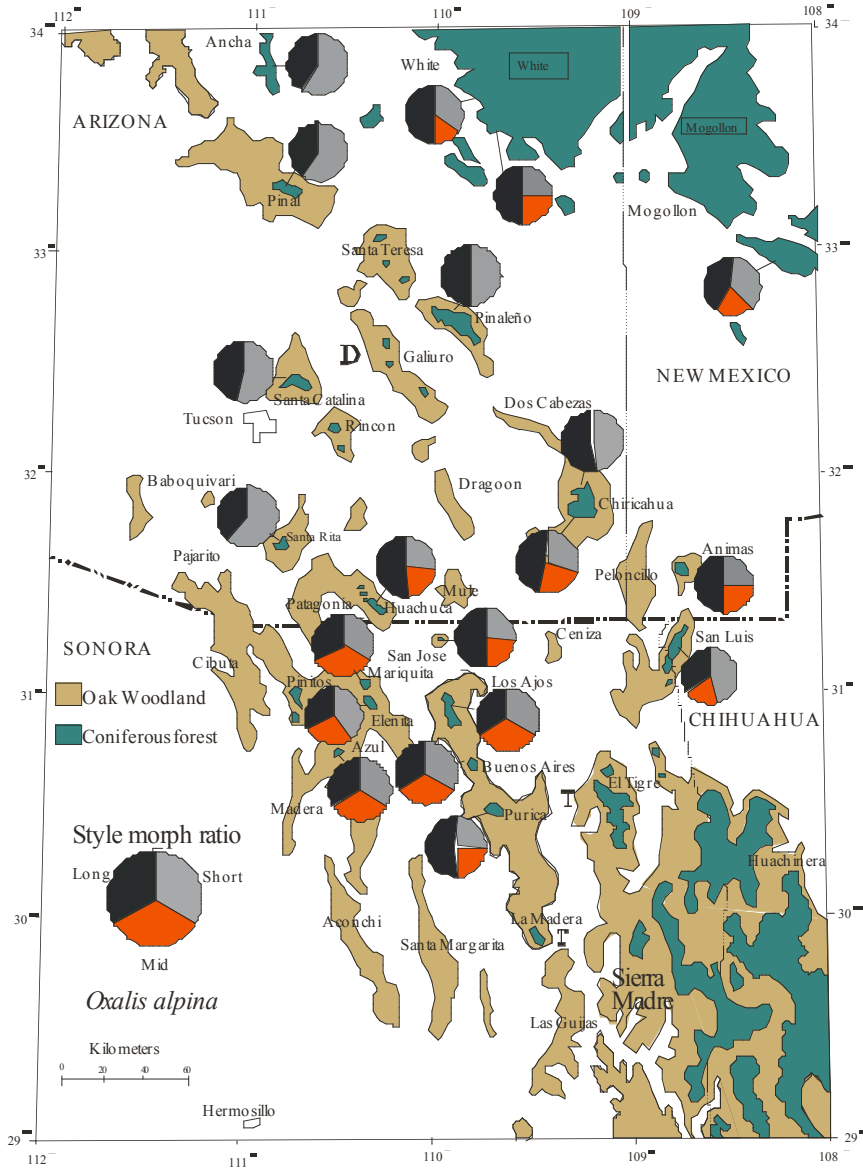 112
111
110
109
108
34
34
Ancha
White
White
ARIZONA
Mogollon
Pinal
Mogollon
33
33
Santa Teresa
Pinaleño
D
Galiuro
NEW MEXICO
Santa Catalina
Dos Cabezas
Tucson
Rincon
32
32
Baboquivari
Dragoon
Chiricahua
Santa Rita
Pajarito
Animas
Peloncillo
Mule
Patagonia
Huachuca
Ceniza
San Luis
SONORA
San Jose
Cibuta
Mariquita
Pinitos
Los Ajos
31
31
Oak Woodland
Elenita
CHIHUAHUA
Coniferous forest
Azul
Buenos Aires
El Tigre
T
Madera
Purica
Style morph ratio
Huachinera
Long
Short
30
30
Aconchi
La Madera
Santa Margarita
T
Mid
Sierra
Madre
Oxalis alpina
Las Guijas
Kilometers
0 20 40 60
Hermosillo
29
29
112
111
110
109
108